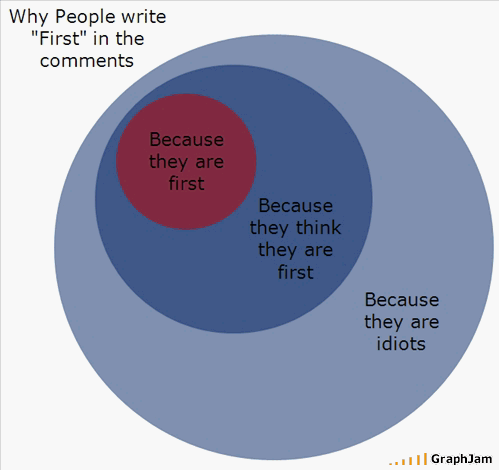 Why People write
"First" in the
comments
Because
they are
first
Because
they think
they are
first
Because
they are
idiots
GraphJam